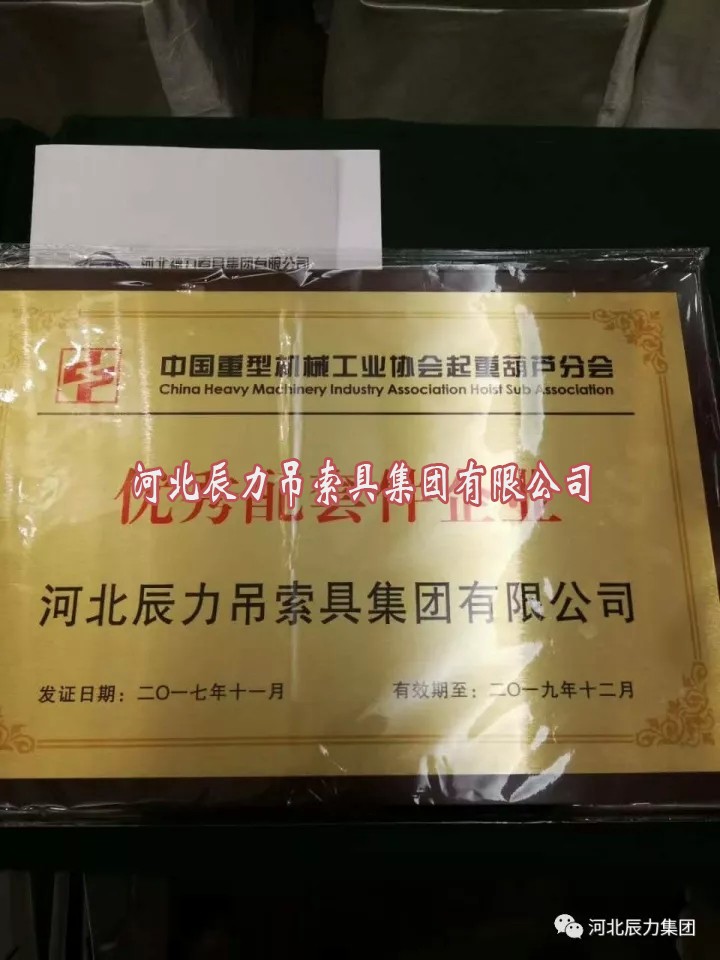 河北辰力索具集团有限公司
中国重型机械工业协会起重葫芦分会
China Heavy Machinery Industry Association Hoist Sub Association
优秀配套件企业
河北辰力吊索具集团有限公司
河北辰力吊索具集团有限公司
发证日期：二〇一七年十一月
有效期至：二〇一九年十二月
河北辰力集团